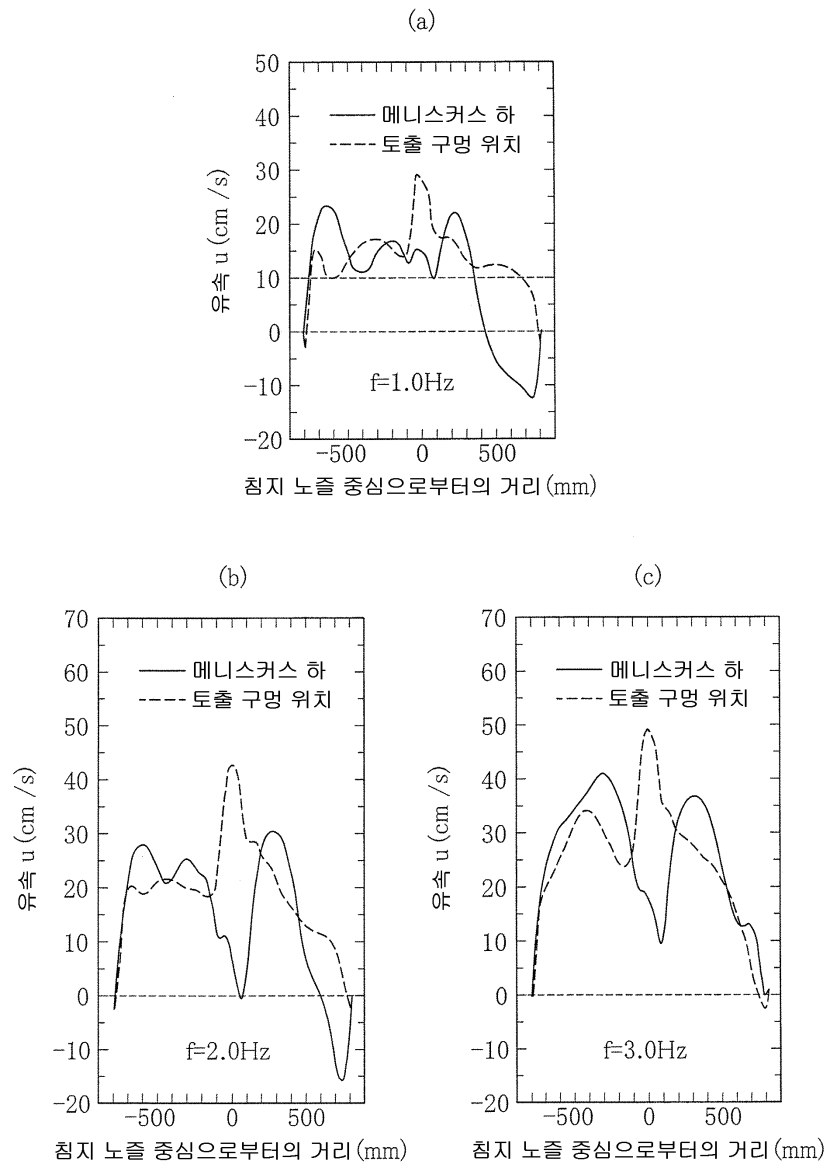 (a)
50
40
30
20
10
0
-10
-20
메니스커스 하
토출 구멍 위치
유속 u (cm /s)
f=1.0Hz
-500 0 500
침지 노즐 중심으로부터의 거리 (mm)
(b)
70
60
50
40
30
20
10
0
-10
-20
메니스커스 하
토출 구멍 위치
유속 u (cm /s)
f=2.0Hz
-500 0 500
침지 노즐 중심으로부터의 거리 (mm)
(c)
70
60
50
40
30
20
10
0
-10
-20
메니스커스 하
토출 구멍 위치
유속 u (cm /s)
f=3.0Hz
-500 0 500
침지 노즐 중심으로부터의 거리 (mm)